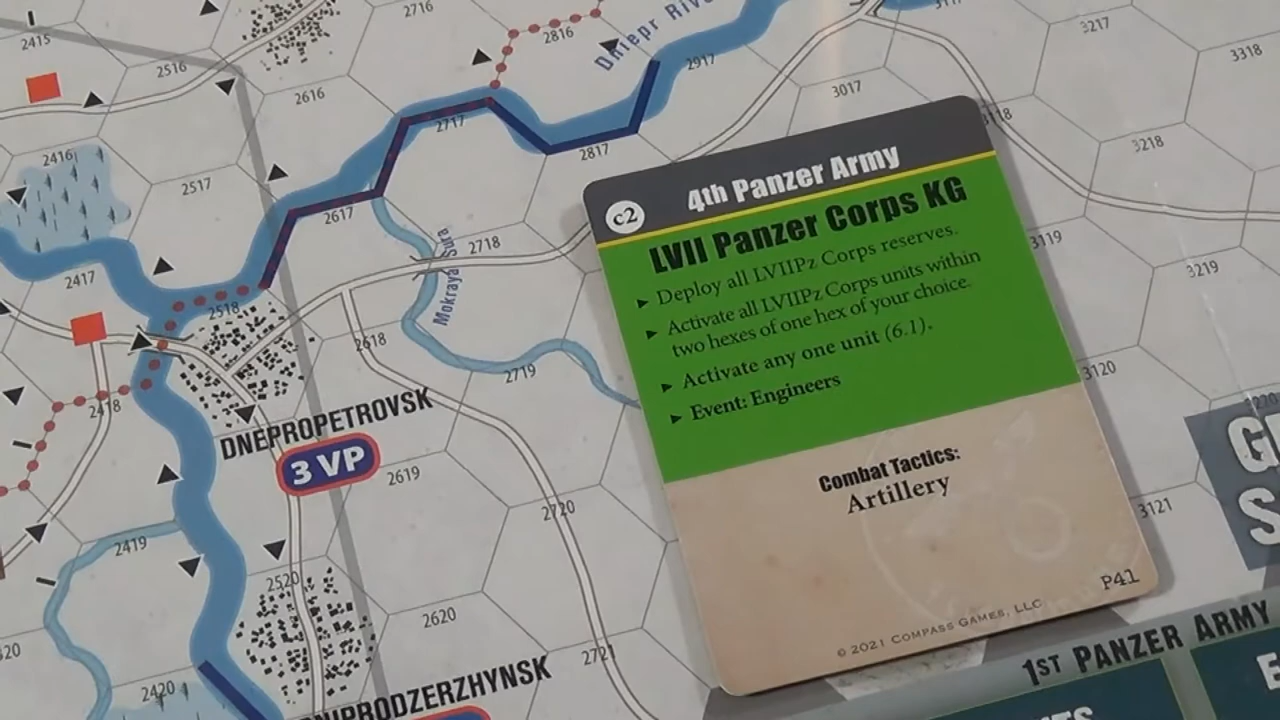 2415
2516
2616
2716
2816
Dniepr River
2917
3017
3117
3217
3318
2416
2517
2617
2717
2817
3118
3218
2417
2518
2718
Mokraya Sura
3119
3219
2418
2618
2719
3120
DNEPROPETROVSK
3 VP
2619
2720
3121
2419
2520
2620
2721
2420
1ST PANZER ARMY
c2
4th Panzer Army
LVII Panzer Corps KG
► Deploy all LVIIPz Corps reserves.
► Activate all LVIIPz Corps units within
two hexes of one hex of your choice.
► Activate any one unit (6.1).
► Event: Engineers
Combat Tactics:
Artillery
P41
© 2021 COMPASS GAMES, LLC